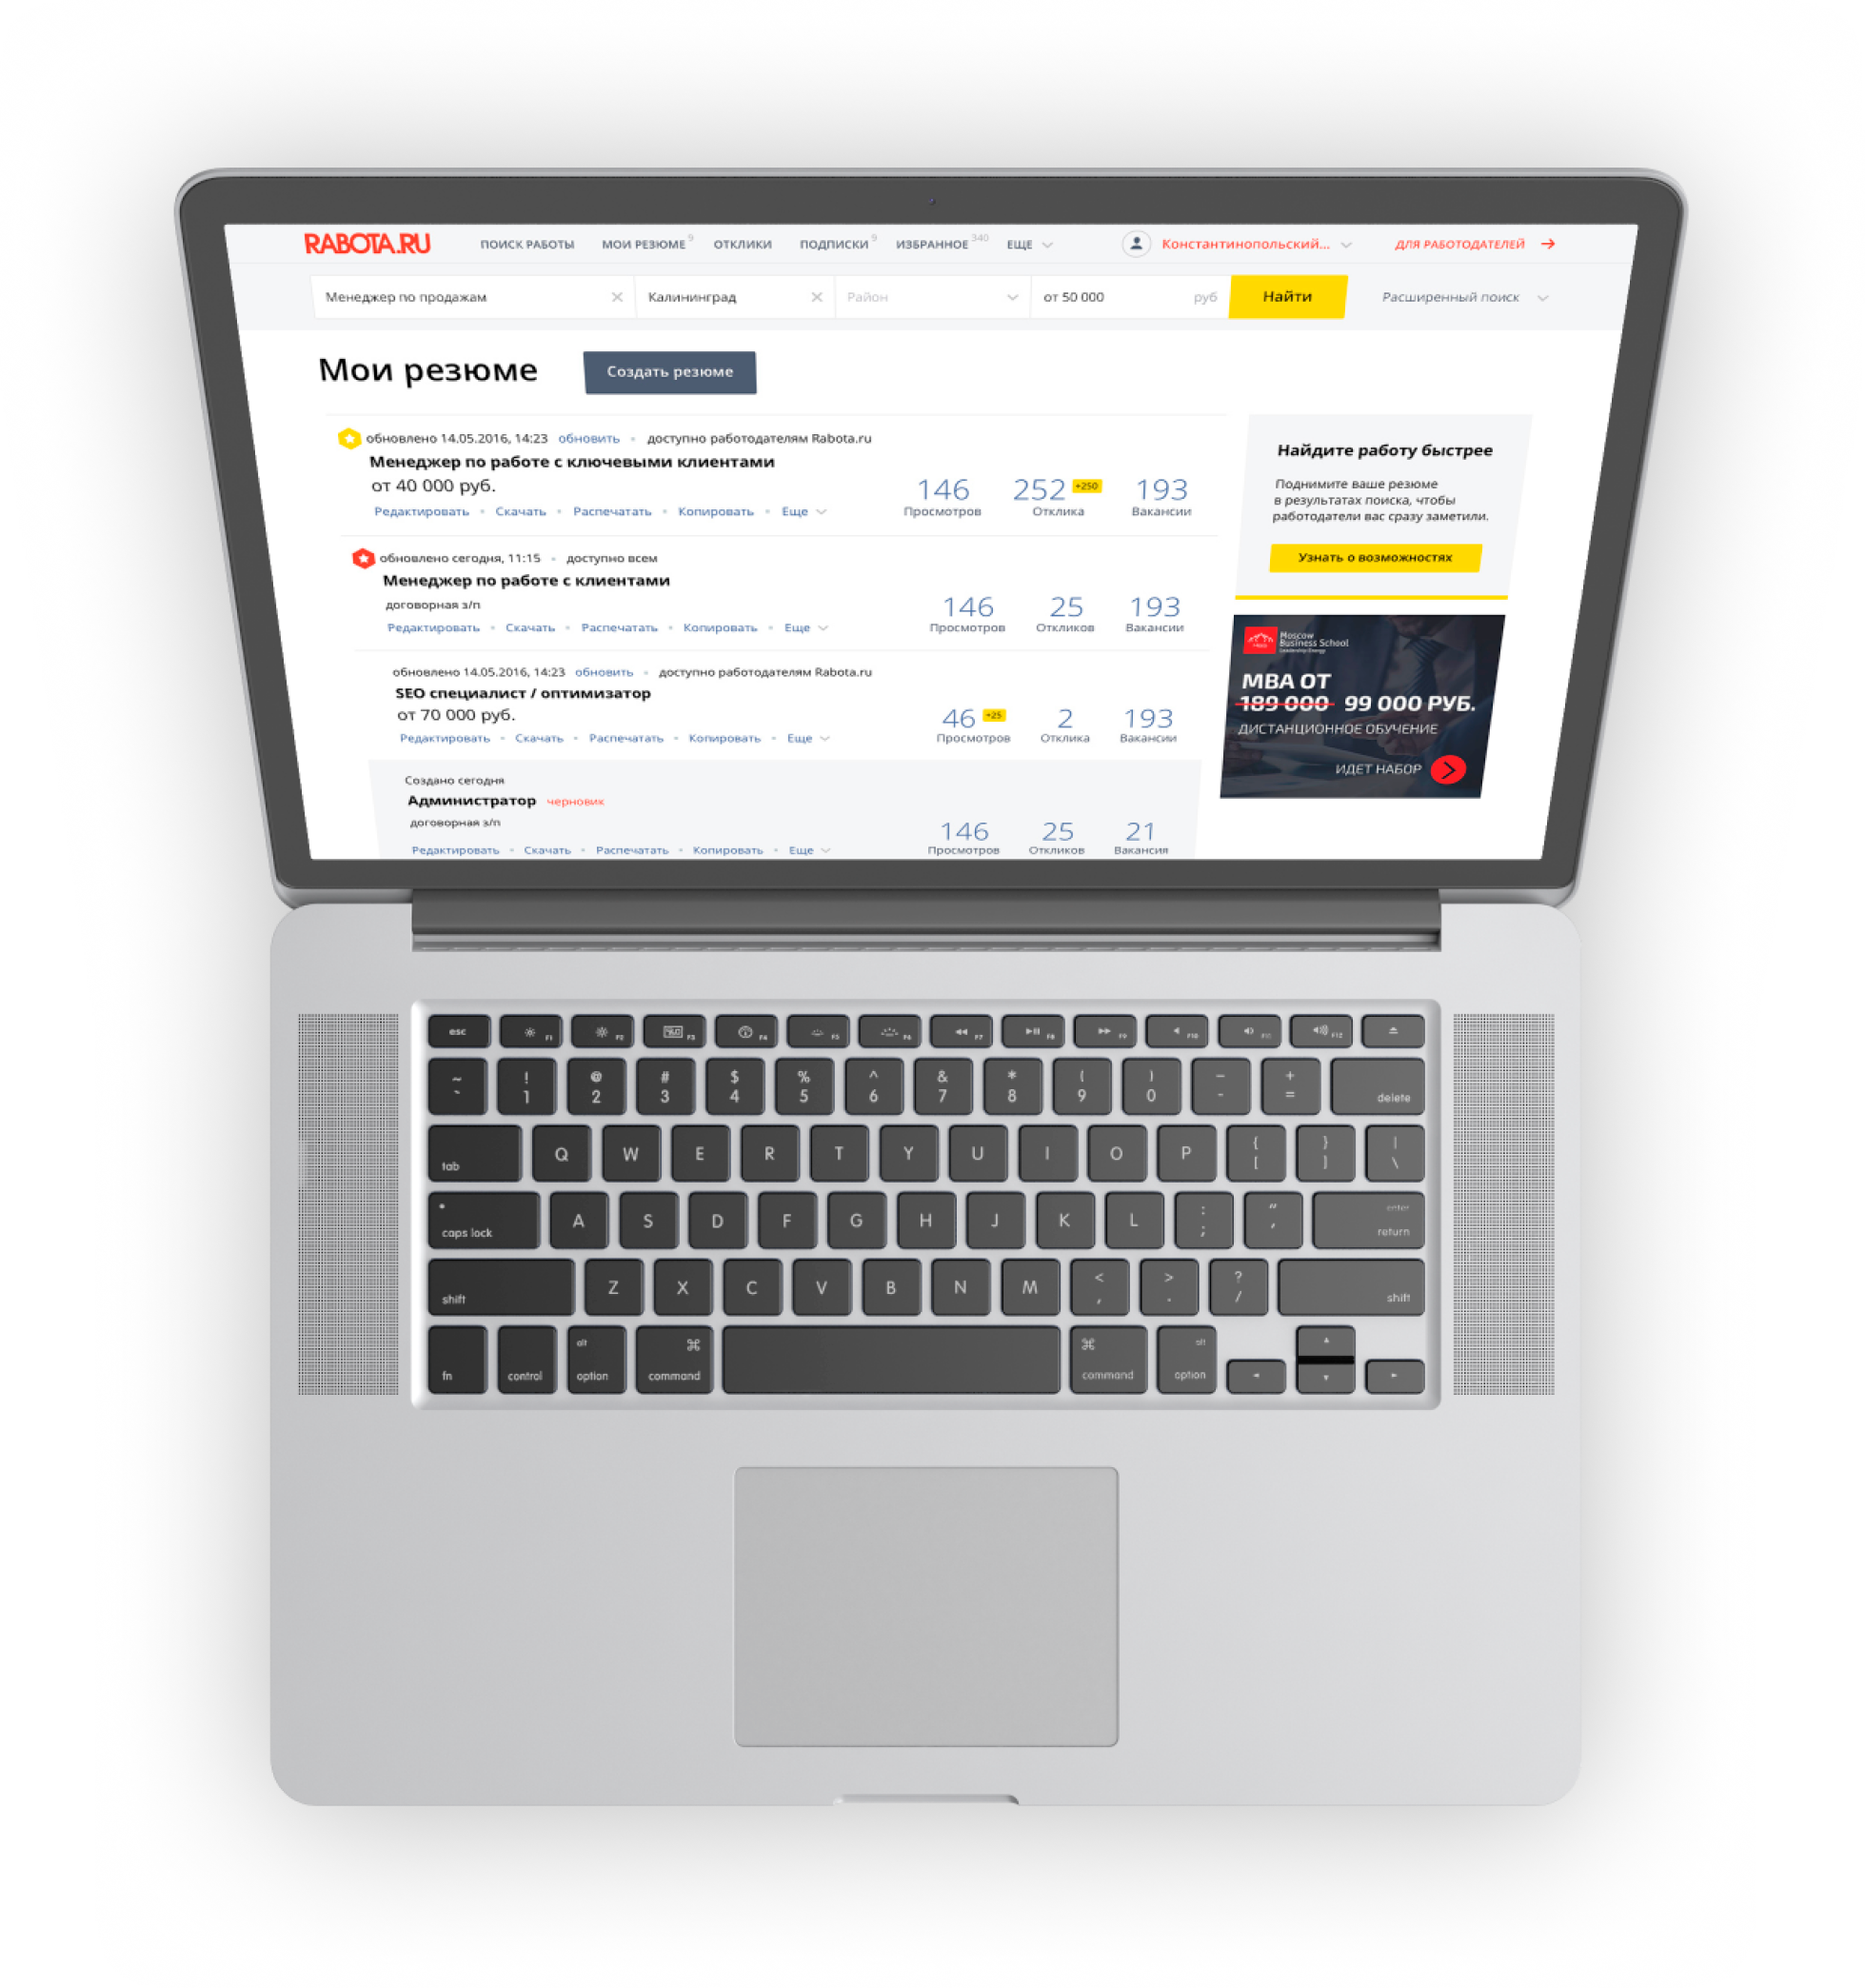 RABOTA.RU ПОИСК РАБОТЫ МОИ РЕЗЮМЕ 9 ОТКЛИКИ ПОДПИСКИ 9 ИЗБРАННОЕ 340 ЕЩЕ Константинопольский... ДЛЯ РАБОТОДАТЕЛЕЙ →
Менеджер по продажам × Калининград × Район от 50 000 руб Найти Расширенный поиск
Мои резюме Создать резюме
обновлено 14.05.2016, 14:23 обновить • доступно работодателям Rabota.ru
Менеджер по работе с ключевыми клиентами
от 40 000 руб.
146 252 +250 193
Просмотров Отклика Вакансии
Редактировать • Скачать • Распечатать • Копировать • Еще
обновлено сегодня, 11:15 • доступно всем
Менеджер по работе с клиентами
договорная з/п
146 25 193
Просмотров Откликов Вакансии
Редактировать • Скачать • Распечатать • Копировать • Еще
обновлено 14.05.2016, 14:23 обновить • доступно работодателям Rabota.ru
SEO специалист / оптимизатор
от 70 000 руб.
46 +25 2 193
Просмотров Отклика Вакансии
Редактировать • Скачать • Распечатать • Копировать • Еще
Создано сегодня
Администратор черновик
договорная з/п
146 25 21
Просмотров Откликов Вакансия
Редактировать • Скачать • Распечатать • Копировать • Еще
Найдите работу быстрее
Поднимите ваше резюме
в результатах поиска, чтобы
работодатели вас сразу заметили.
Узнать о возможностях
Moscow
Business School
Leadership Energy
MBA ОТ
189 000 99 000 РУБ.
ДИСТАНЦИОННОЕ ОБУЧЕНИЕ
ИДЕТ НАБОР
esc F1 F2 F3 F4 F5 F6 F7 F8 F9 F10 F11 F12
~ ! @ # $ % ^ & * ( ) – +
` 1 2 3 4 5 6 7 8 9 0 - = delete
tab Q W E R T Y U I O P { [ } ] | \
caps lock A S D F G H J K L : ; " ' enter return
shift Z X C V B N M < , > . ? / shift
fn control alt option ⌘ command ⌘ command alt option